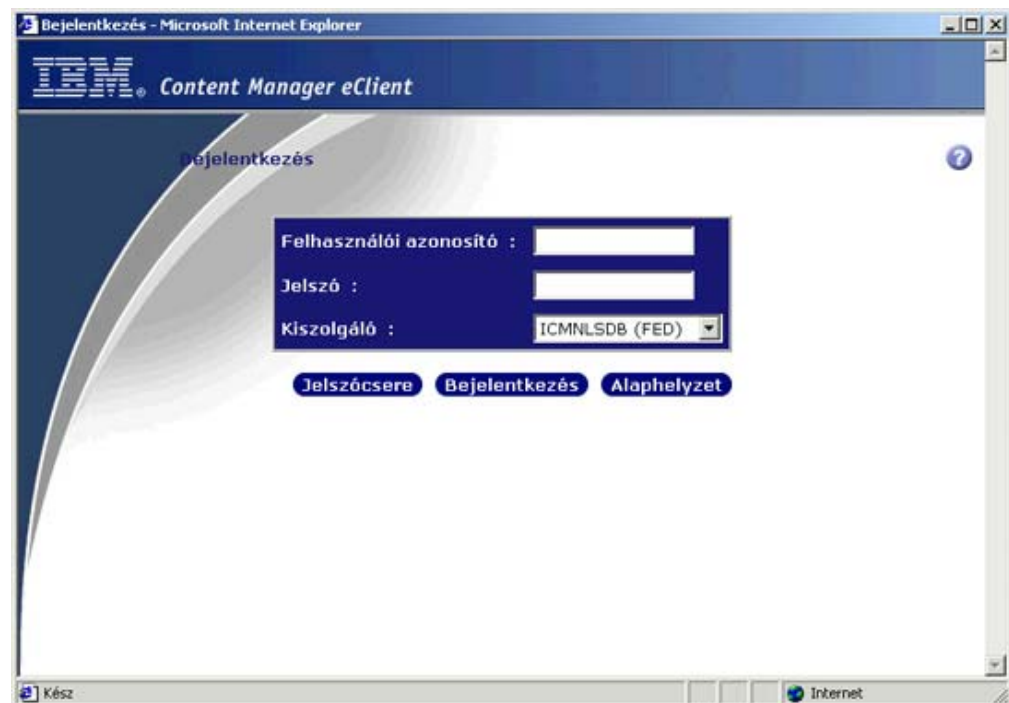 Bejelentkezés - Microsoft Internet Explorer
IBM® Content Manager eClient
Bejelentkezés
?
Felhasználói azonosító :
Jelszó :
Kiszolgáló : ICMNLSDB (FED)
Jelszócsere Bejelentkezés Alaphelyzet
Kész Internet